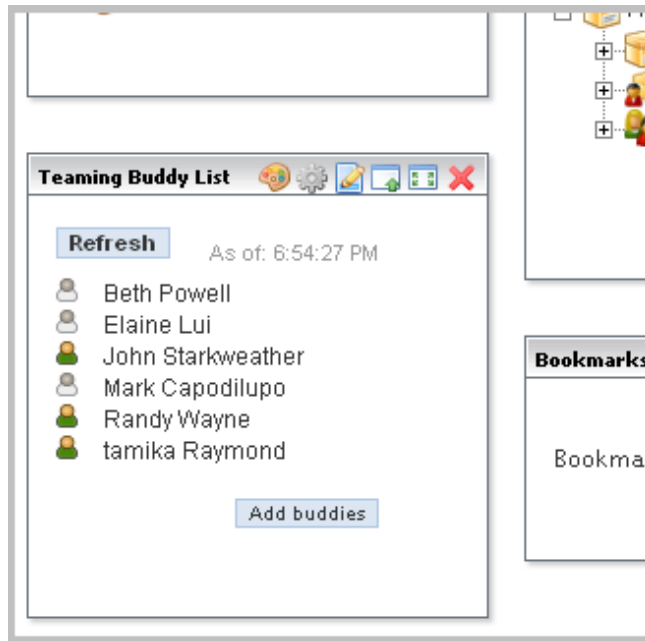 Teaming Buddy List
Refresh
As of: 6:54:27 PM
Beth Powell
Elaine Lui
John Starkweather
Mark Capodilupo
Randy Wayne
tamika Raymond
Add buddies
Bookmarks
Bookma